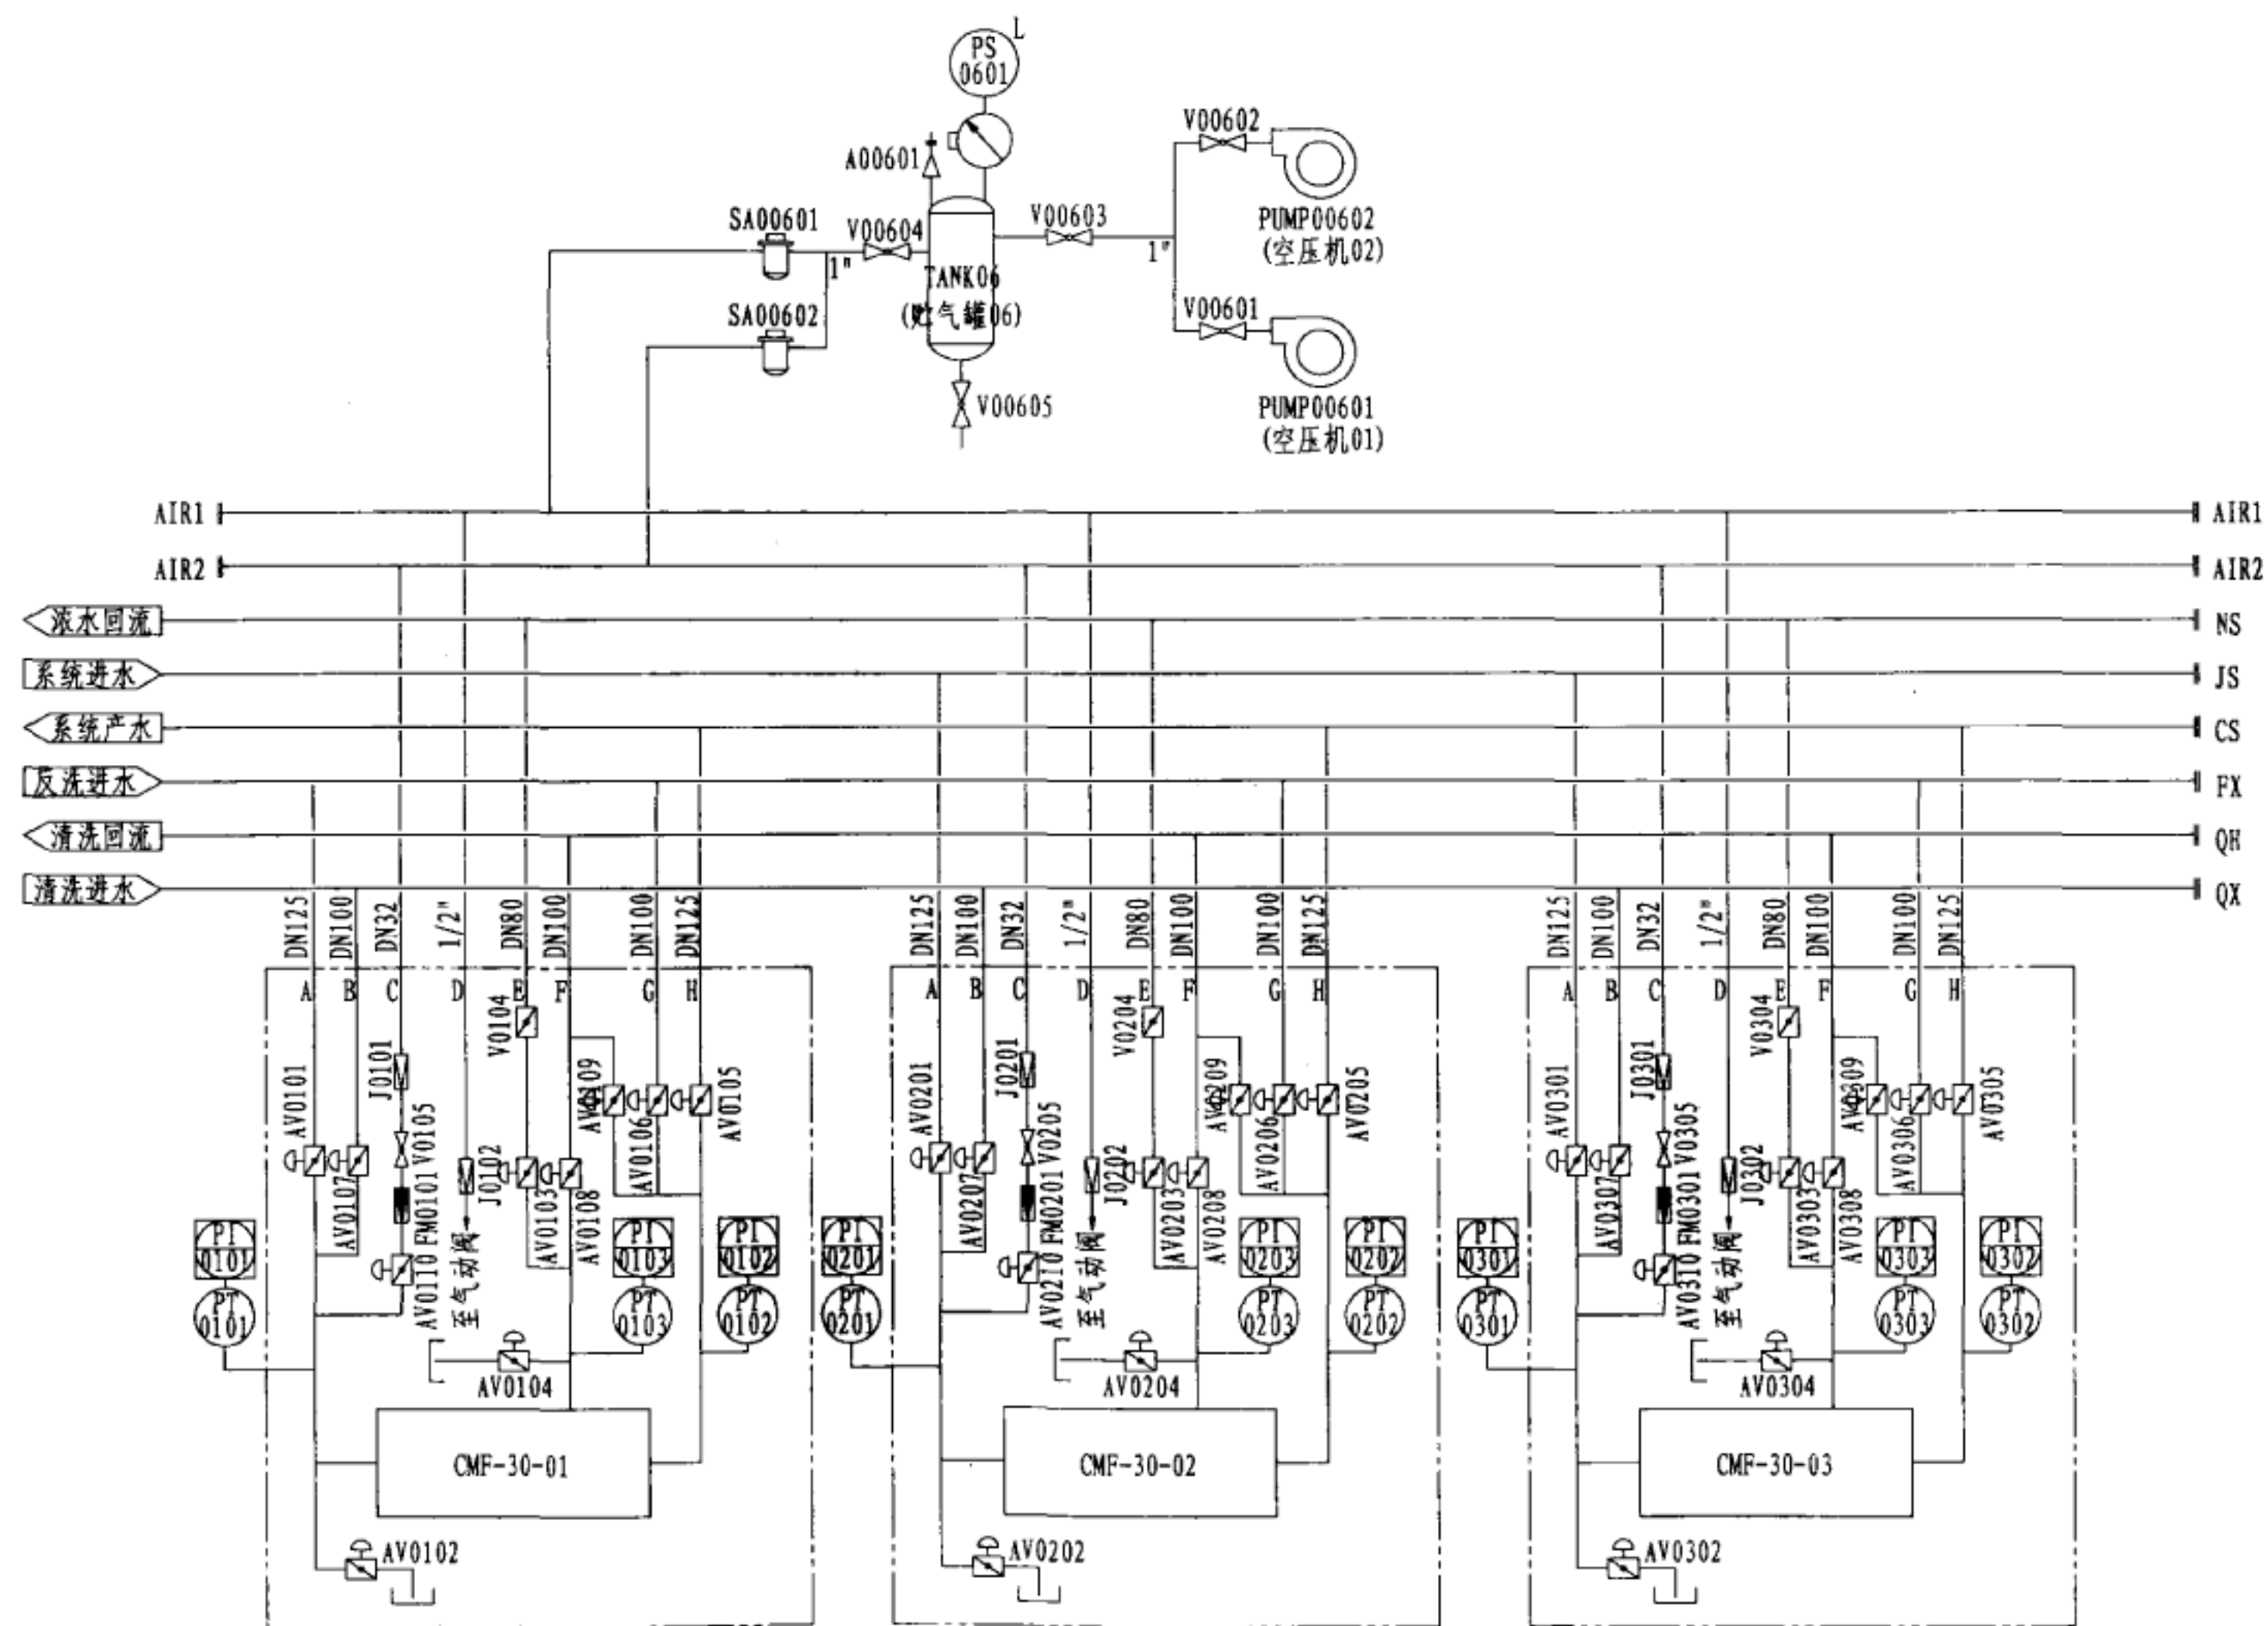 L
PS
0601
V00602
A00601
PUMP00602
(空压机02)
SA00601
V00604
V00603
1"
1"
TANK06
(贮气罐06)
SA00602
V00601
V00605
PUMP00601
(空压机01)
AIR1
AIR1
AIR2
AIR2
浓水回流
NS
系统进水
JS
系统产水
CS
反洗进水
FX
清洗回流
QH
清洗进水
QX
DN125
DN100
DN32
1/2"
DN80
DN100
DN100
DN125
DN125
DN100
DN32
1/2"
DN80
DN100
DN100
DN125
DN125
DN100
DN32
1/2"
DN80
DN100
DN100
DN125
A B C D E F G H
A B C D E F G H
A B C D E F G H
AV0101
AV0107
J0101
AV0110 FM0101 V0105
至气动阀
J0102
V0104
AV0103
AV0108
AV0109
AV0106
AV0105
PI
0101
PT
0101
PI
0103
PT
0103
PI
0102
PT
0102
AV0104
CMF-30-01
AV0102
AV0201
AV0207
J0201
AV0210 FM0201 V0205
至气动阀
J0202
V0204
AV0203
AV0208
AV0209
AV0206
AV0205
PI
0201
PT
0201
PI
0203
PT
0203
PI
0202
PT
0202
AV0204
CMF-30-02
AV0202
AV0301
AV0307
J0301
AV0310 FM0301 V0305
至气动阀
J0302
V0304
AV0303
AV0308
AV0309
AV0306
AV0305
PI
0301
PT
0301
PI
0303
PT
0303
PI
0302
PT
0302
AV0304
CMF-30-03
AV0302